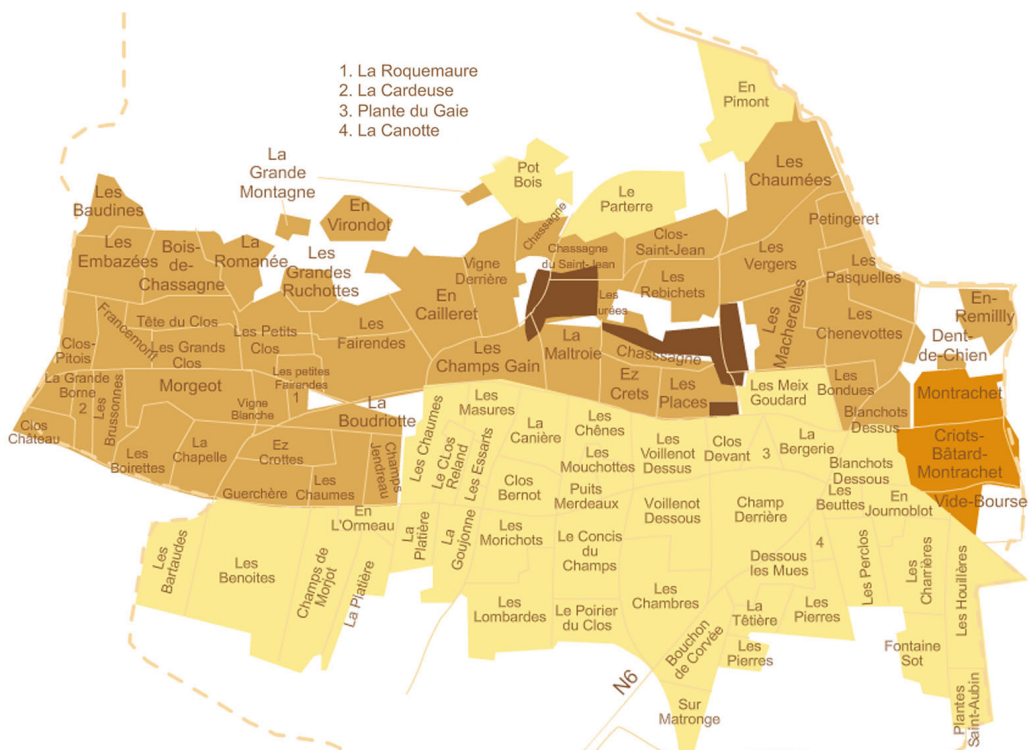 1. La Roquemaure
2. La Cardeuse
3. Plante du Gaie
4. La Canotte
En
Pimont
La
Grande
Montagne
Pot
Bois
Le
Parterre
Les
Chaumées
Les
Baudines
En
Virondot
Chassagne
Petingeret
Les
Embazées
Bois-
de-
Chassagne
La
Romanée
Les
Grandes
Ruchottes
Vigne
Derrière
Chassagne
du Saint-Jean
Clos-
Saint-Jean
Les
Vergers
Les
Pasquelles
Les
Rebichets
En
Cailleret
Les
urées
En-
Remillly
Francemont
Tête du Clos
Les Petits
Clos
Les
Fairendes
Les
Macherelles
Les
Chenevottes
Dent-
de-Chien
Clos-
Pitois
Les Grands
Clos
Les
Champs Gain
La
Maltroie
Chasssagne
La Grande
Borne
2
Les
Brussonnes
Morgeot
Les petites
Fairendes
1
Ez
Crets
Les
Places
Les Meix
Goudard
Les
Bondues
Montrachet
Vigne
Blanche
La
Boudriotte
Les
Masures
Blanchots
Dessus
Clos
Château
Les
Boirettes
La
Chapelle
Ez
Crottes
Champs
Jendreau
Les Chaumes
Le CLos
Reland
Les Essarts
La
Canière
Les
Chênes
Les
Voillenot
Dessus
Clos
Devant
3
La
Bergerie
Criots-
Bâtard-
Montrachet
Les
Mouchottes
Blanchots
Dessous
Guerchère
Les
Chaumes
Clos
Bernot
Puits
Merdeaux
Voillenot
Dessous
Champ
Derrière
Les
Beuttes
En
Journoblot
Vide-Bourse
En
L'Ormeau
La
Platière
La
Goujonne
Les
Morichots
Le Concis
du
Champs
4
Les
Bartaudes
Les
Benoites
Champs de
Morjot
La Platière
Dessous
les Mues
Les Perclos
Les
Charrières
Les Houillères
Les
Lombardes
Le Poirier
du Clos
Les
Chambres
La
Têtière
Les
Pierres
Bouchon
de Corvée
Les
Pierres
Fontaine
Sot
N6
Sur
Matronge
Plantes
Saint-Aubin